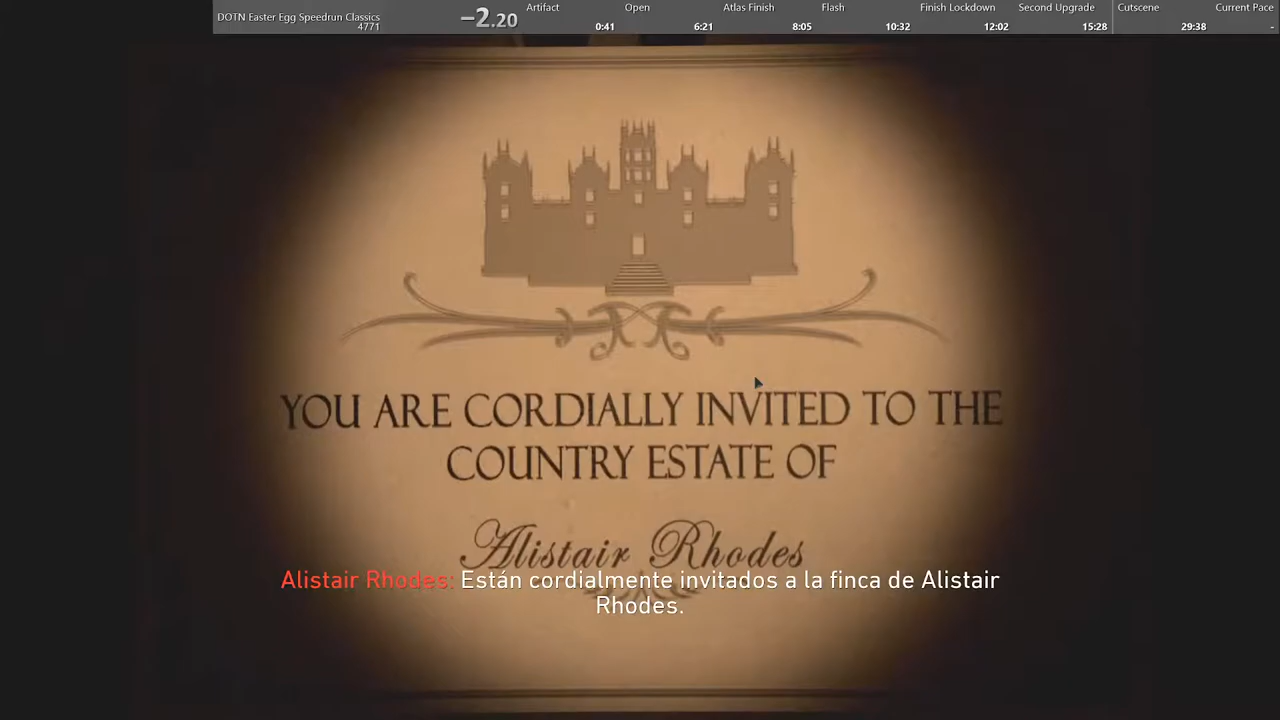 DOTN Easter Egg Speedrun Classics
4771
−2.20
Artifact Open Atlas Finish Flash Finish Lockdown Second Upgrade Cutscene Current Pace
0:41 6:21 8:05 10:32 12:02 15:28 29:38 -
YOU ARE CORDIALLY INVITED TO THE
COUNTRY ESTATE OF
Alistair Rhodes
Alistair Rhodes: Están cordialmente invitados a la finca de Alistair
Rhodes.